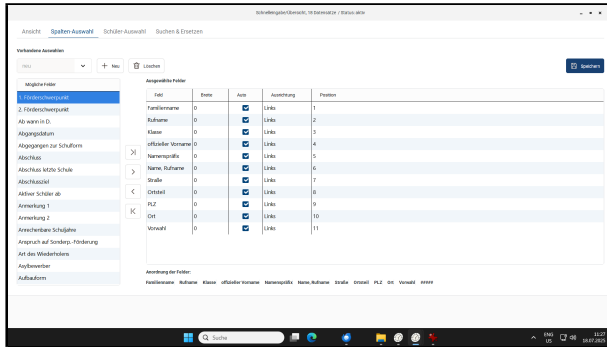 Schnelleingabe/Übersicht, 18 Datensätze / Status: aktiv
Ansicht Spalten-Auswahl Schüler-Auswahl Suchen & Ersetzen
Vorhandene Auswahlen
neu Neu Löschen Speichern
Mögliche Felder
1. Förderschwerpunkt
2. Förderschwerpunkt
Ab wann in D.
Abgangsdatum
Abgegangen zur Schulform
Abschluss
Abschluss letzte Schule
Abschlussziel
Aktiver Schüler ab
Anmerkung 1
Anmerkung 2
Anrechenbare Schuljahre
Anspruch auf Sonderp.-Förderung
Art des Wiederholens
Asylbewerber
Aufbauform
Ausgewählte Felder
Feld Breite Auto Ausrichtung Position
Familienname 0 Links 1
Rufname 0 Links 2
Klasse 0 Links 3
offizieller Vorname 0 Links 4
Namenspräfix 0 Links 5
Name, Rufname 0 Links 6
Straße 0 Links 7
Ortsteil 0 Links 8
PLZ 0 Links 9
Ort 0 Links 10
Vorwahl 0 Links 11
Anordnung der Felder:
Familienname Rufname Klasse offizieller Vorname Namenspräfix Name, Rufname Straße Ortsteil PLZ Ort Vorwahl #####
Suche
ENG 11:27
US 18.07.2025